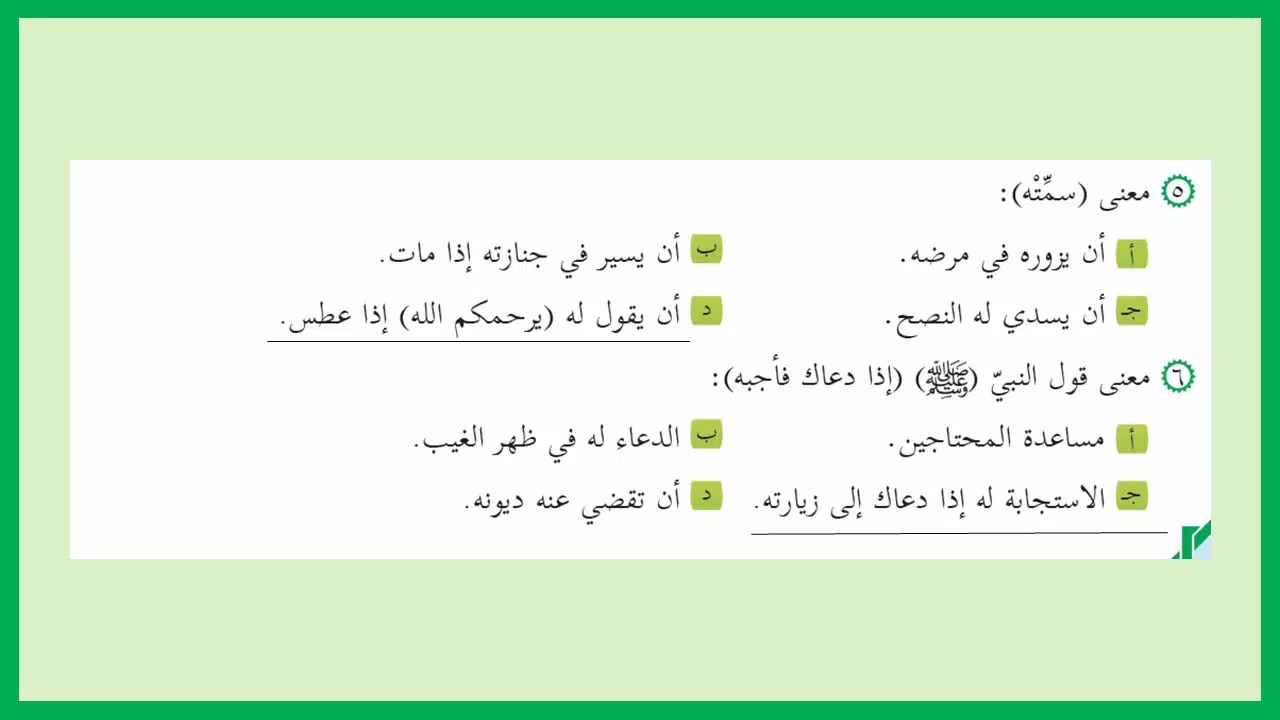 ٥ معنى (سمِّتْه):
أ أن يزوره في مرضه. ب أن يسير في جنازته إذا مات.
جـ أن يسدي له النصح. د أن يقول له (يرحمكم الله) إذا عطس.
٦ معنى قول النبيّ (ﷺ) (إذا دعاك فأجبه):
أ مساعدة المحتاجين. ب الدعاء له في ظهر الغيب.
جـ الاستجابة له إذا دعاك إلى زيارته. د أن تقضي عنه ديونه.